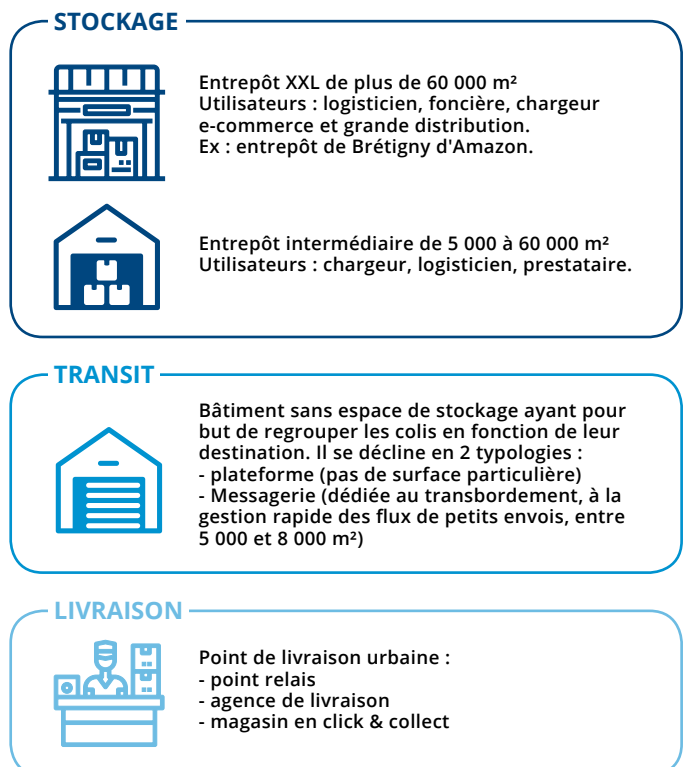 STOCKAGE
Entrepôt XXL de plus de 60 000 m²
Utilisateurs : logisticien, foncière, chargeur
e-commerce et grande distribution.
Ex : entrepôt de Brétigny d'Amazon.
Entrepôt intermédiaire de 5 000 à 60 000 m²
Utilisateurs : chargeur, logisticien, prestataire.
TRANSIT
Bâtiment sans espace de stockage ayant pour
but de regrouper les colis en fonction de leur
destination. Il se décline en 2 typologies :
- plateforme (pas de surface particulière)
- Messagerie (dédiée au transbordement, à la
gestion rapide des flux de petits envois, entre
5 000 et 8 000 m²)
LIVRAISON
Point de livraison urbaine :
- point relais
- agence de livraison
- magasin en click & collect